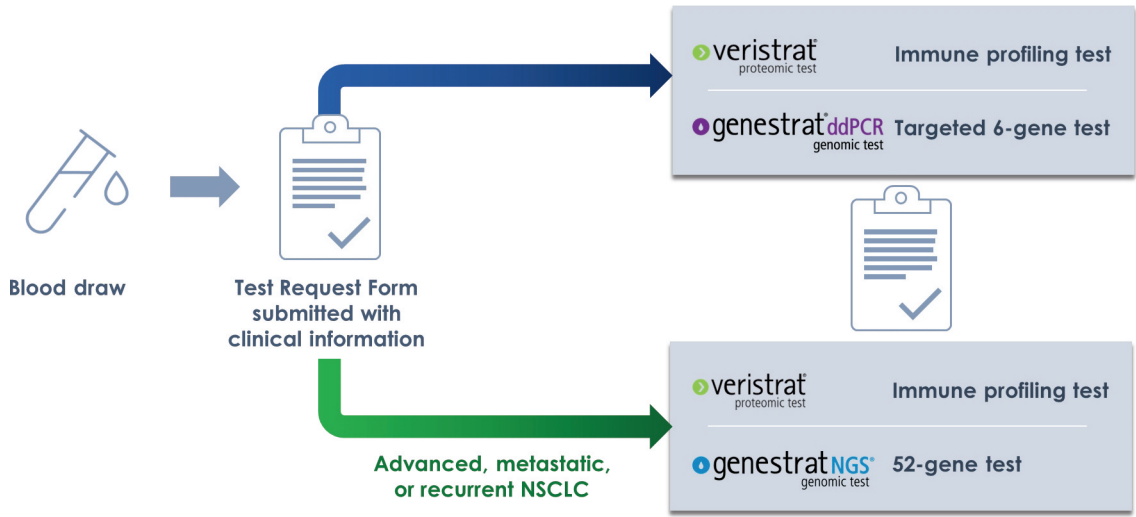 veristrat® Immune profiling test
proteomic test
genestrat®ddPCR Targeted 6-gene test
genomic test
Blood draw
Test Request Form
submitted with
clinical information
veristrat® Immune profiling test
proteomic test
Advanced, metastatic,
or recurrent NSCLC
genestratNGS® 52-gene test
genomic test